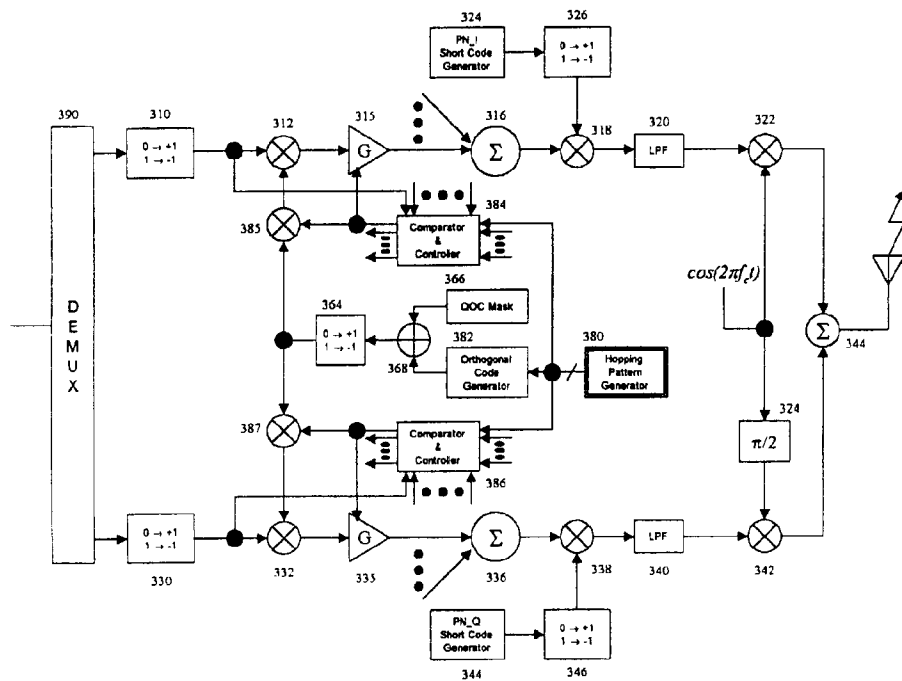 324
326
PN_I
Short Code
Generator
0 → +1
1 → -1
390
310
312
315
316
318
320
322
0 → +1
1 → -1
G
Σ
LPF
384
385
Comparator
&
Controller
cos(2πf_c t)
366
364
QOC Mask
D
E
M
U
X
0 → +1
1 → -1
382
380
368
Orthogonal
Code
Generator
Hopping
Pattern
Generator
Σ
344
324
387
Comparator
&
Controller
π/2
386
0 → +1
1 → -1
G
Σ
LPF
330
332
335
336
338
340
342
PN_Q
Short Code
Generator
0 → +1
1 → -1
344
346